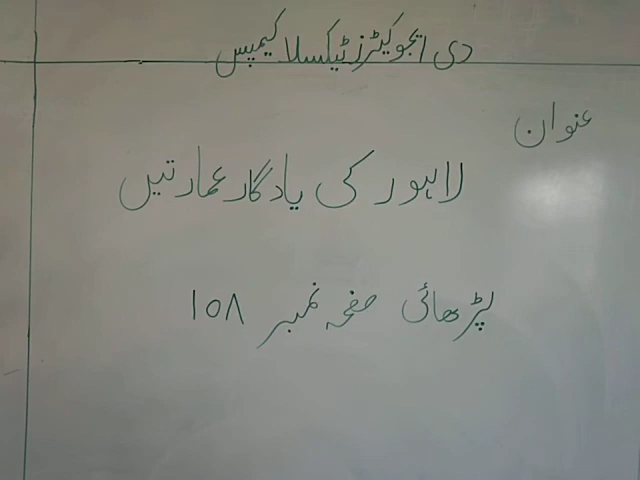 دی ایجوکیٹرز ٹیکسلا کیمپس
عنوان
لاہور کی یادگار عمارتیں
پڑھائی صفحہ نمبر ۱۵۸